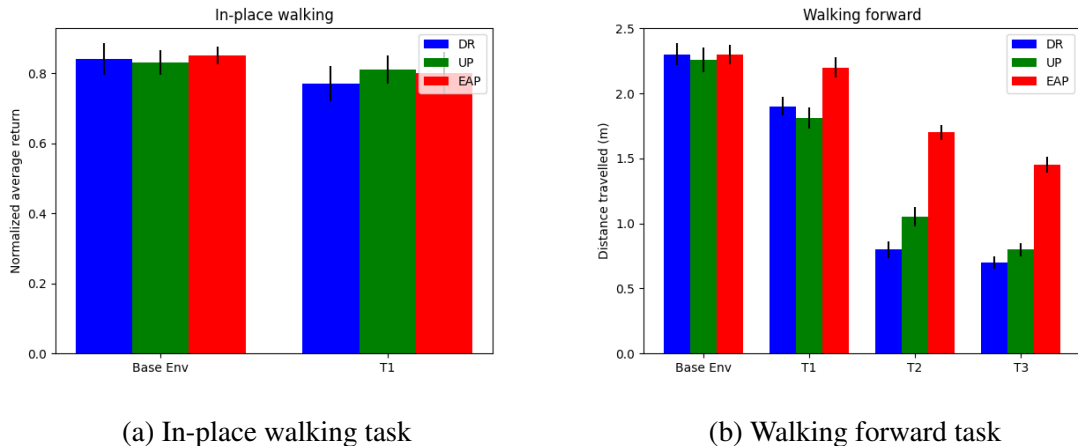 In-place walking
Normalized average return
0.8
0.6
0.4
0.2
0.0
Base Env
T1
DR
UP
EAP
(a) In-place walking task
Walking forward
Distance travelled (m)
2.5
2.0
1.5
1.0
0.5
0.0
Base Env
T1
T2
T3
DR
UP
EAP
(b) Walking forward task